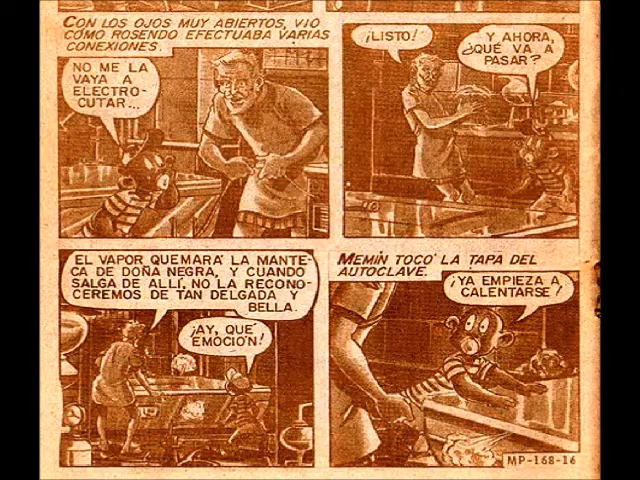 CON LOS OJOS MUY ABIERTOS, VIO
CÓMO ROSENDO EFECTUABA VARIAS
CONEXIONES.
NO ME LA
VAYA A
ELECTRO-
CUTAR...
¡LISTO!
Y AHORA,
¿QUÉ VA A
PASAR?
EL VAPOR QUEMARÁ LA MANTE-
CA DE DOÑA NEGRA, Y CUANDO
SALGA DE ALLÍ, NO LA RECONO-
CEREMOS DE TAN DELGADA Y
BELLA.
¡AY, QUÉ
EMOCIÓN!
MEMÍN TOCÓ LA TAPA DEL
AUTOCLAVE.
¡YA EMPIEZA A
CALENTARSE!
MP-168-16